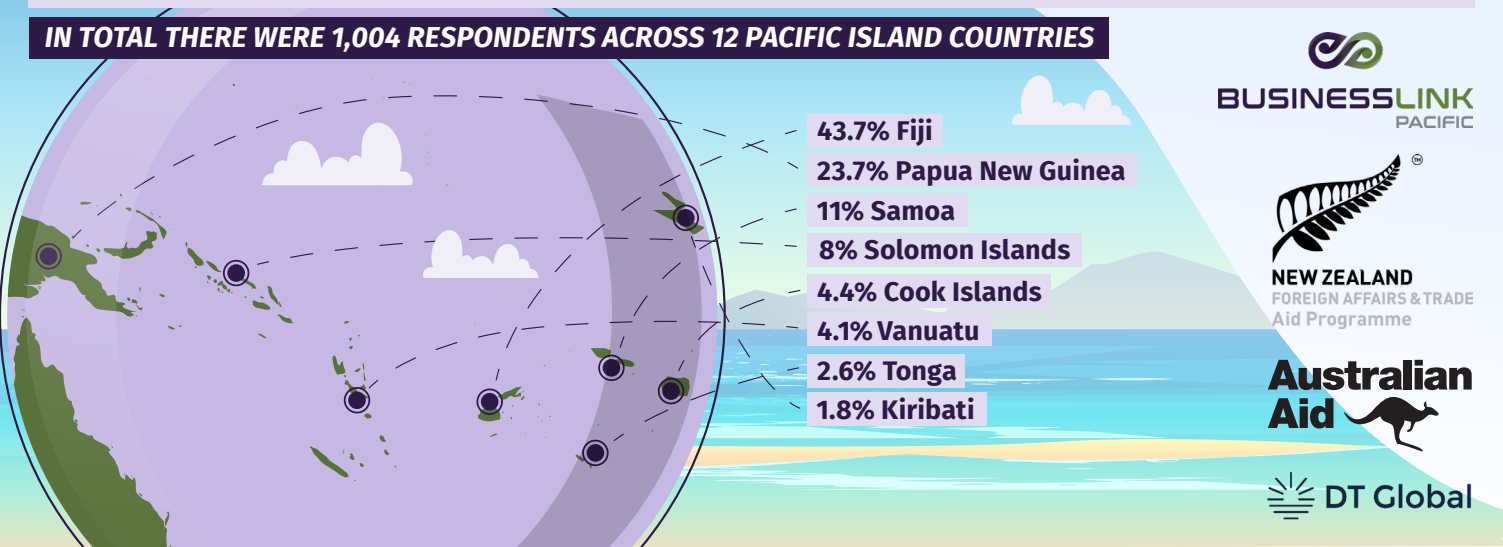 IN TOTAL THERE WERE 1,004 RESPONDENTS ACROSS 12 PACIFIC ISLAND COUNTRIES
43.7% Fiji
23.7% Papua New Guinea
11% Samoa
8% Solomon Islands
4.4% Cook Islands
4.1% Vanuatu
2.6% Tonga
1.8% Kiribati
BUSINESSLINK
PACIFIC
TM
NEW ZEALAND
FOREIGN AFFAIRS & TRADE
Aid Programme
Australian
Aid
DT Global